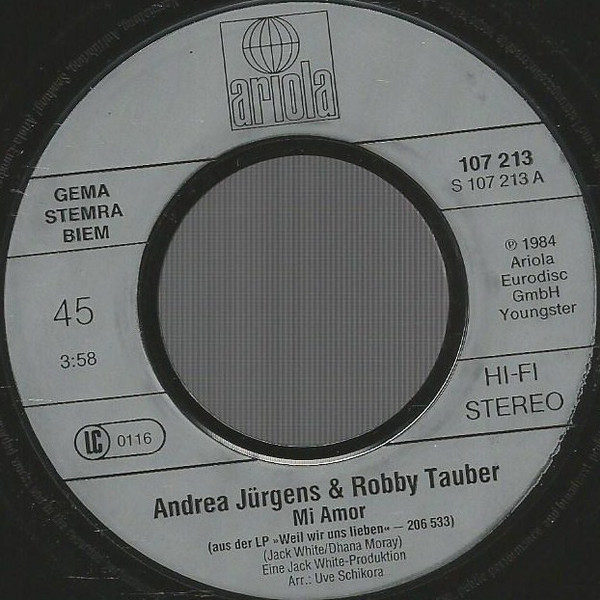 ariola
107 213
S 107 213 A
GEMA
STEMRA
BIEM
℗ 1984
Ariola
Eurodisc
GmbH
Youngster
45
3:58
HI-FI
STEREO
LC 0116
Andrea Jürgens & Robby Tauber
Mi Amor
(aus der LP »Weil wir uns lieben« — 206 533)
(Jack White/Dhana Moray)
Eine Jack White-Produktion
Arr.: Uve Schikora